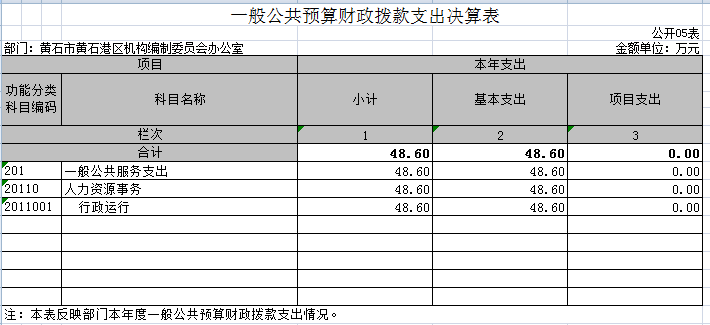 一般公共预算财政拨款支出决算表
公开05表
部门：黄石市黄石港区机构编制委员会办公室 金额单位：万元
项目 本年支出
功能分类科目编码 科目名称 小计 基本支出 项目支出
栏次 1 2 3
合计 48.60 48.60 0.00
201 一般公共服务支出 48.60 48.60 0.00
20110 人力资源事务 48.60 48.60 0.00
2011001 行政运行 48.60 48.60 0.00
注：本表反映部门本年度一般公共预算财政拨款支出情况。